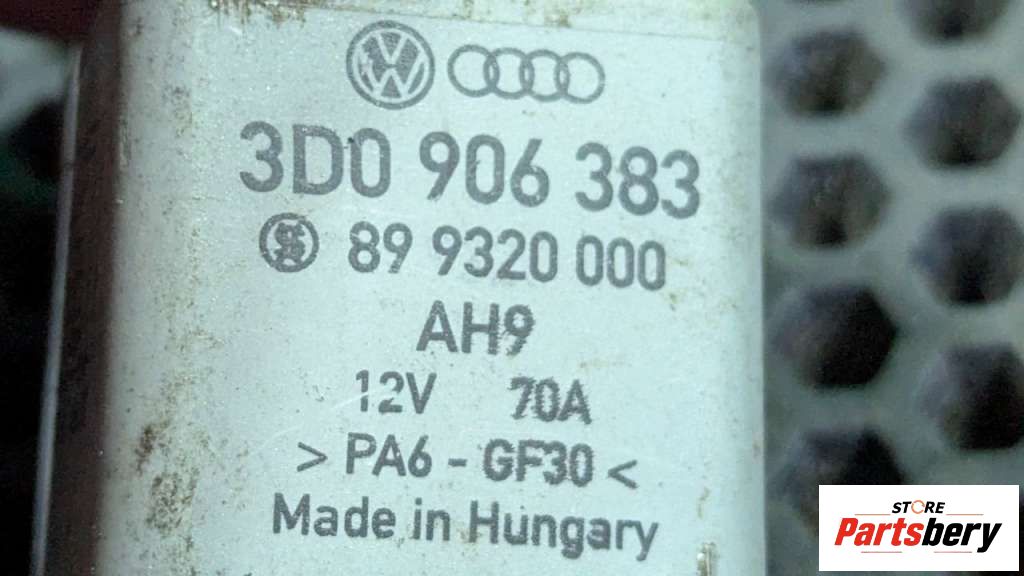 3D0 906 383
89 9320 000
AH9
12V 70A
> PA6 - GF30 <
Made in Hungary
STORE
Partsbery